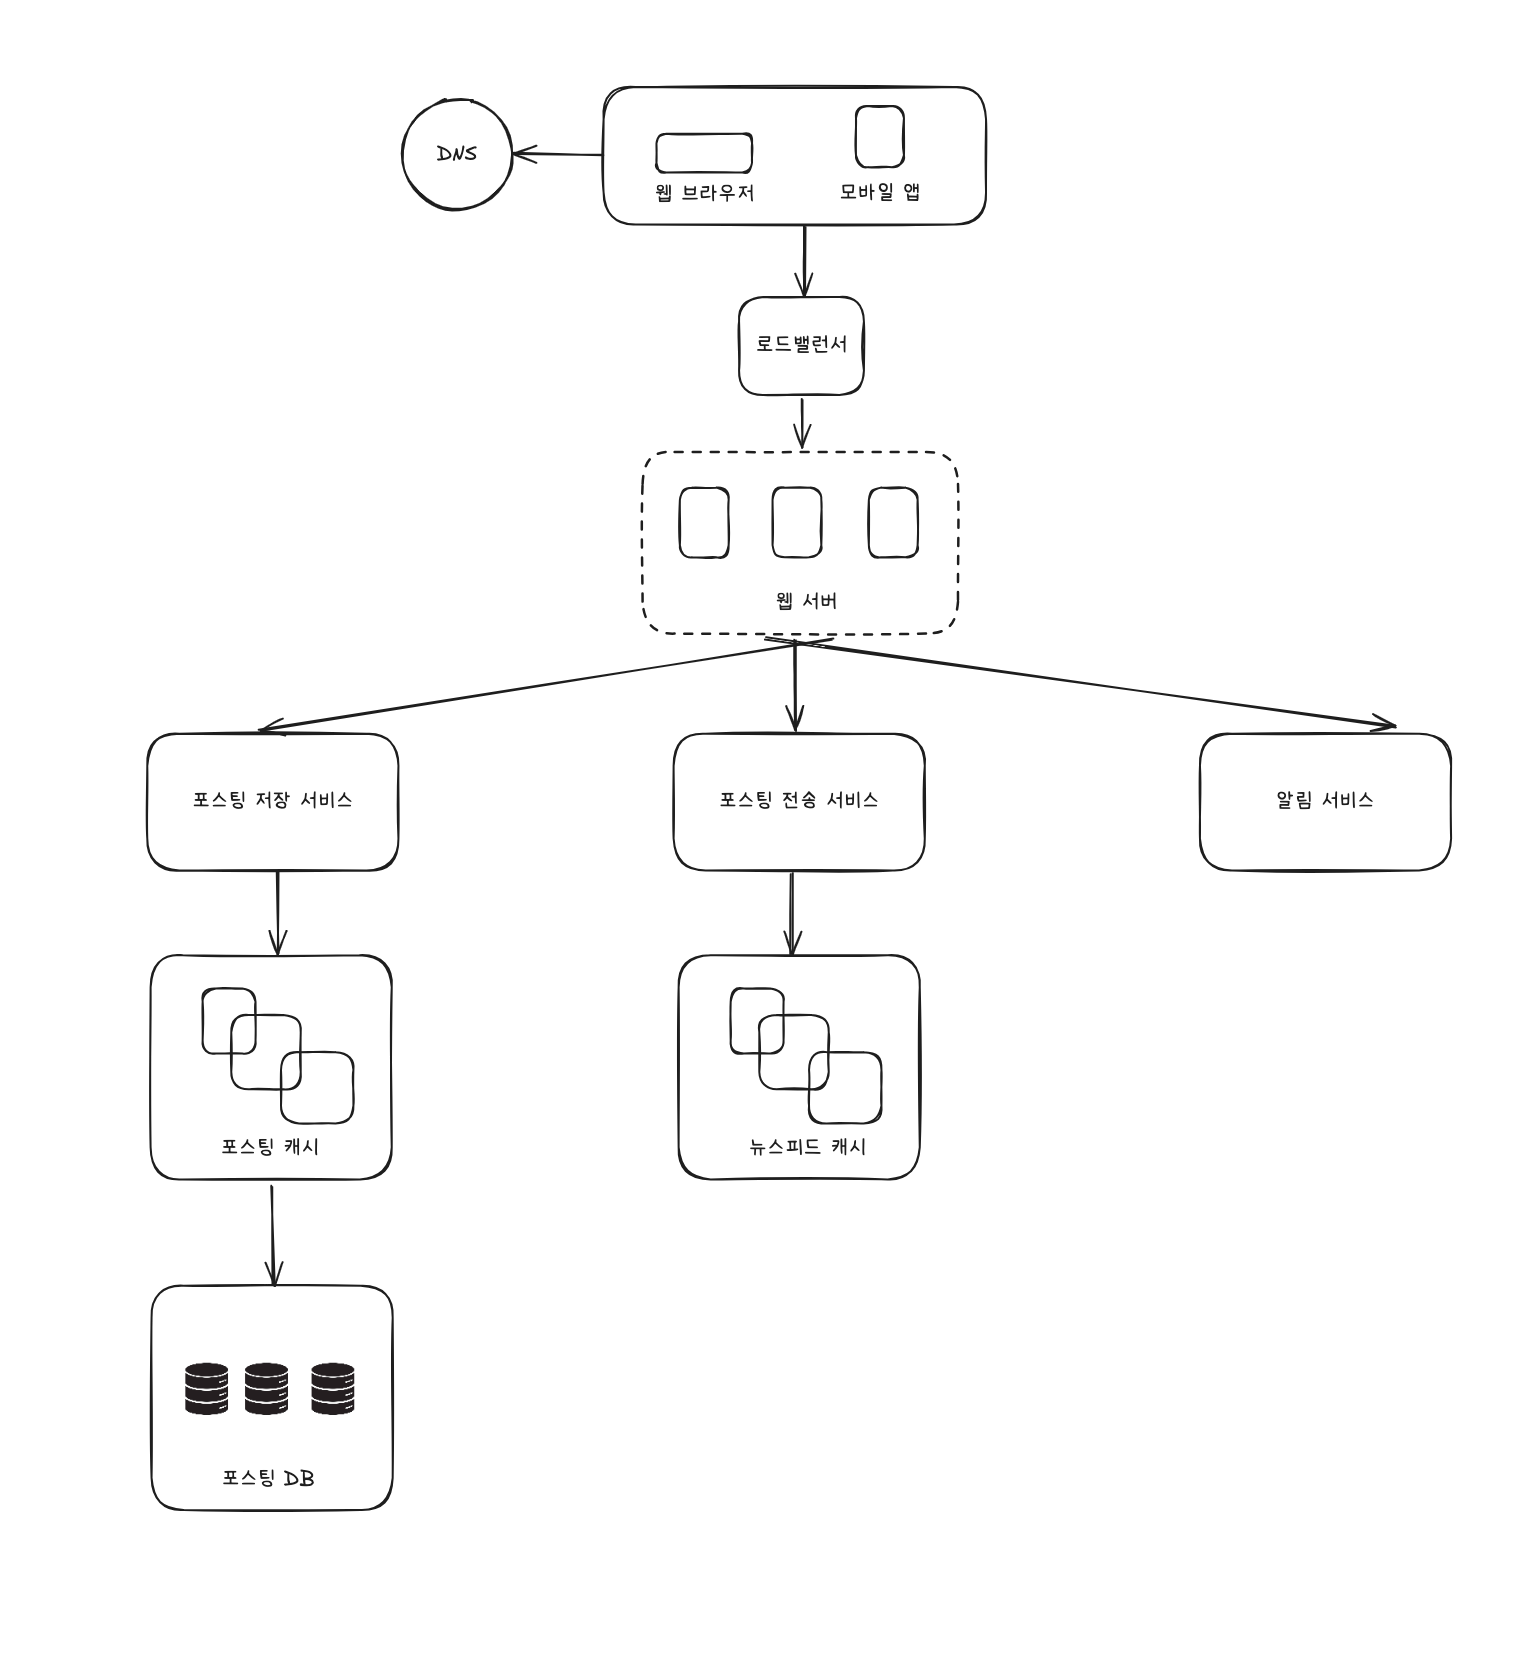 DNS
웹 브라우저
모바일 앱
로드밸런서
웹 서버
포스팅 저장 서비스
포스팅 전송 서비스
알림 서비스
포스팅 캐시
뉴스피드 캐시
포스팅 DB